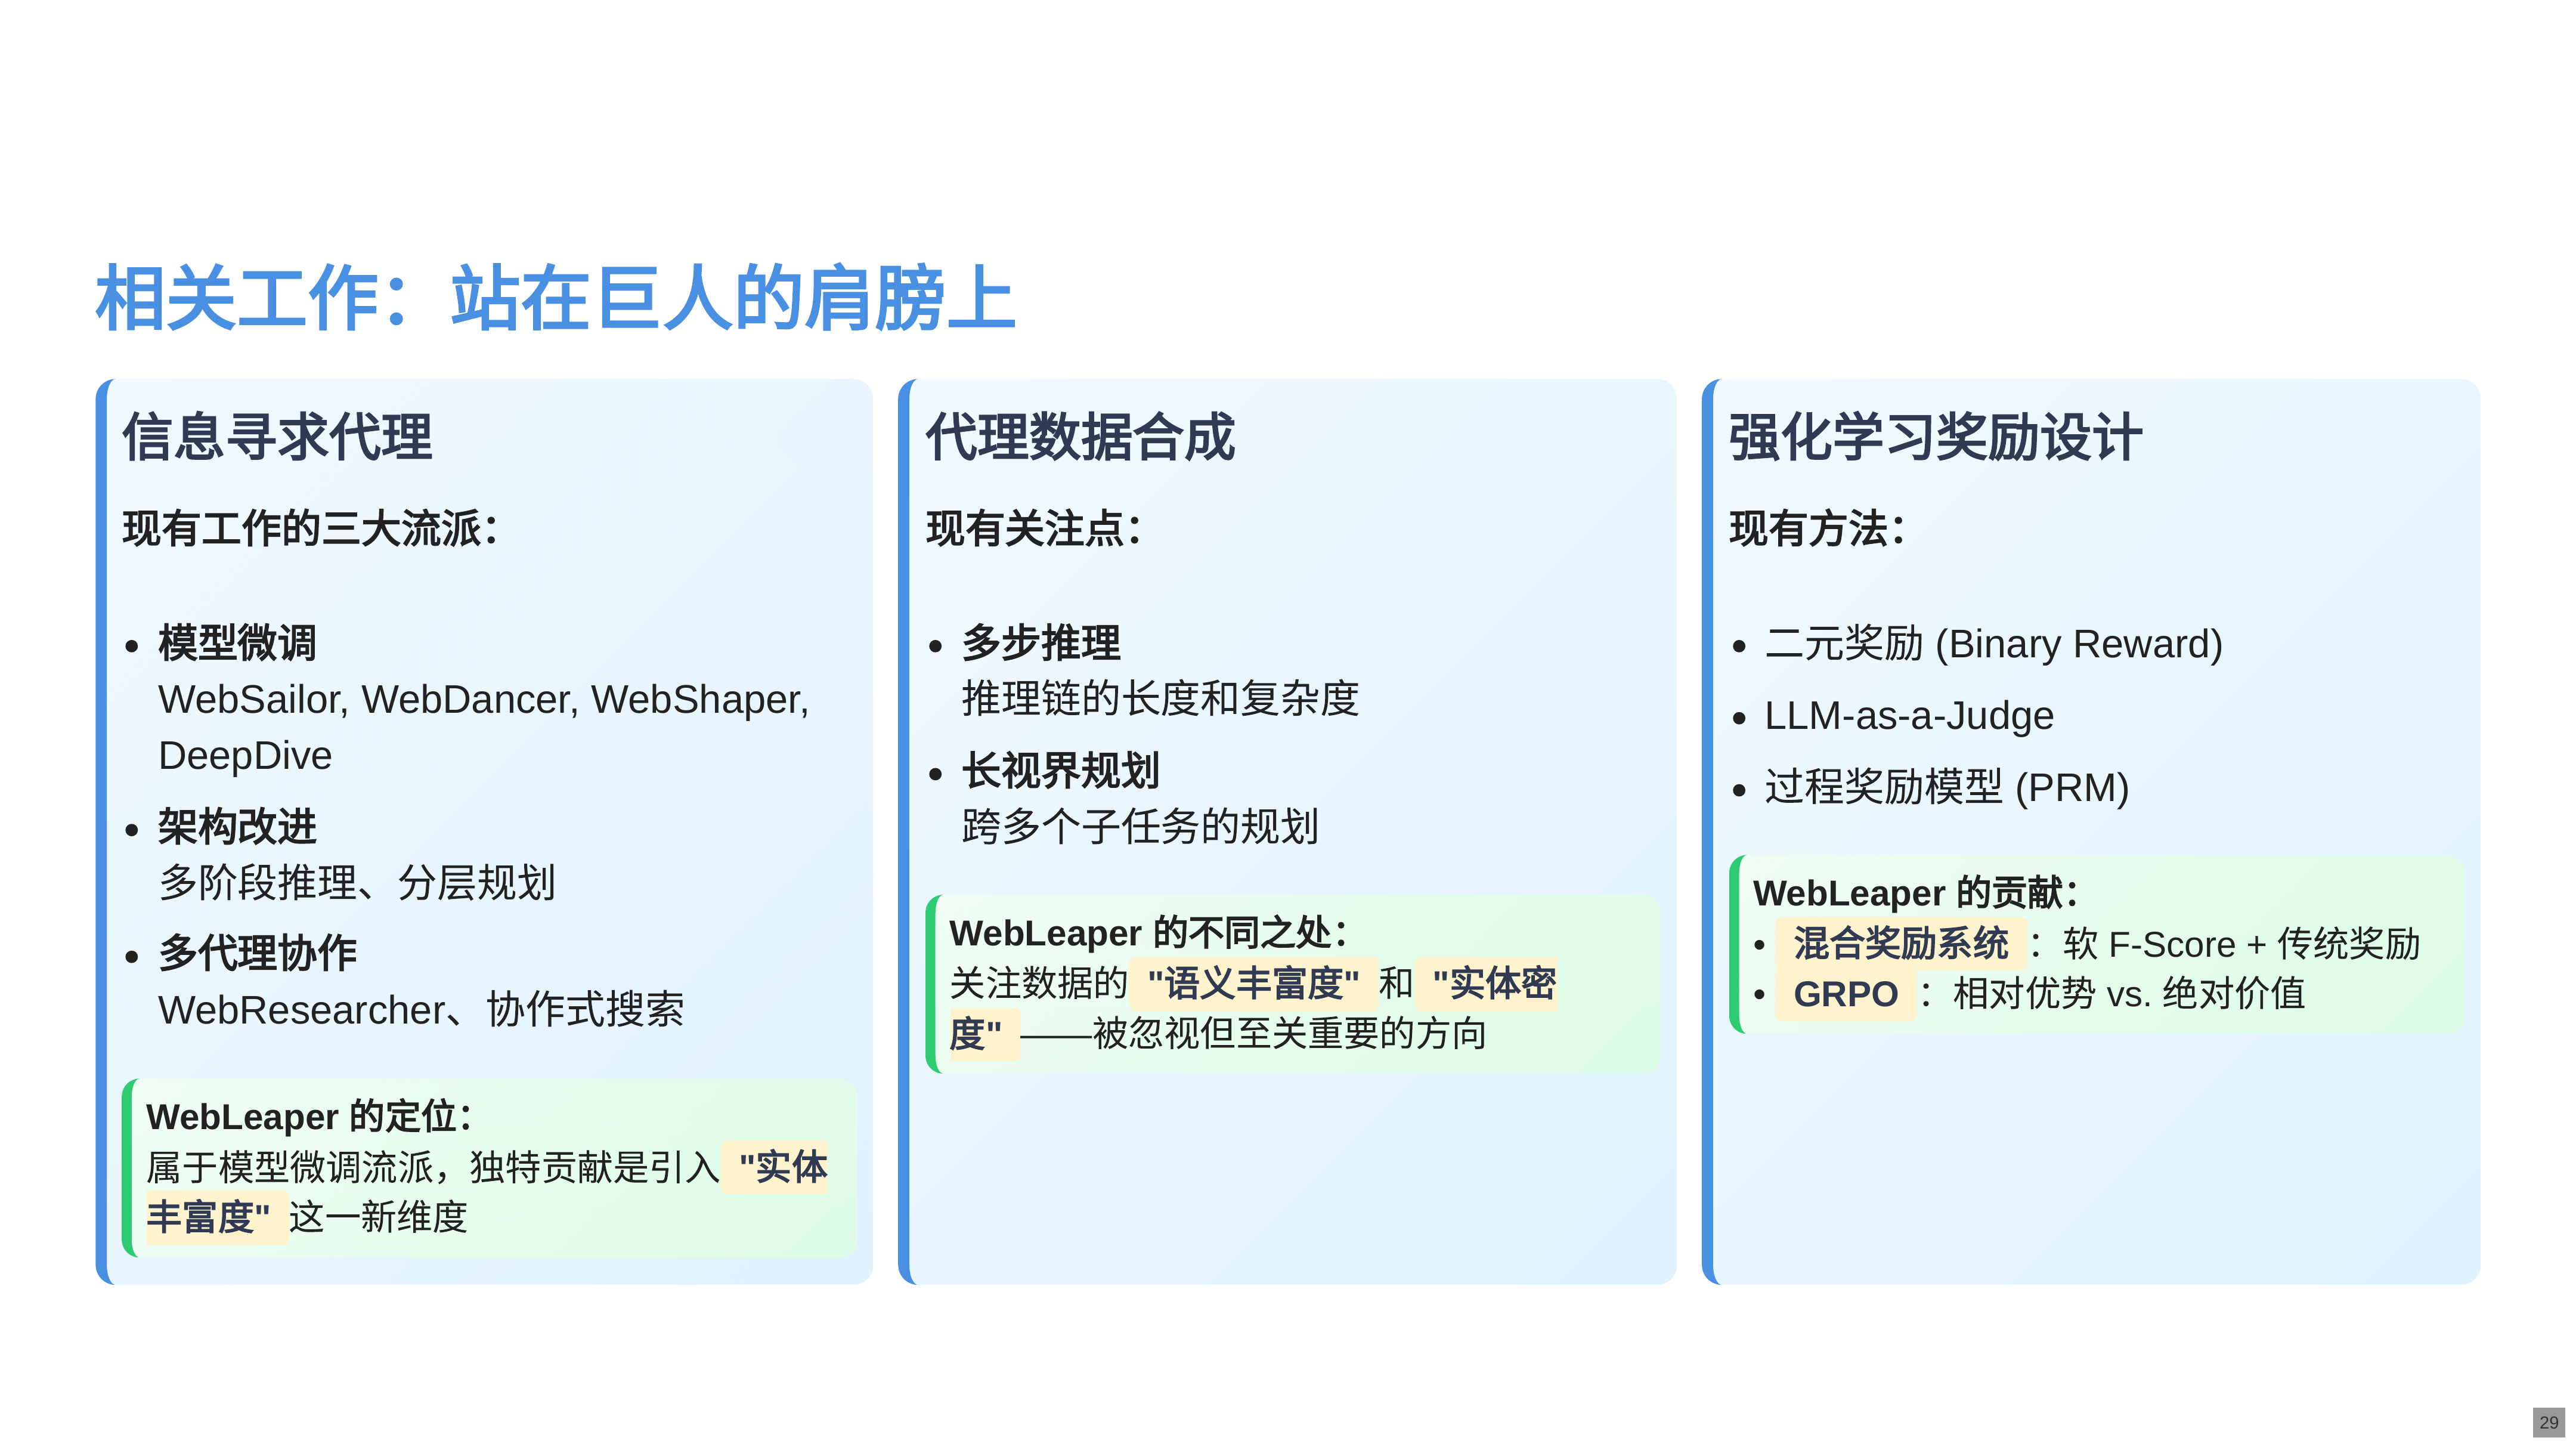 相关工作：站在巨人的肩膀上
信息寻求代理
现有工作的三大流派：
• 模型微调
WebSailor, WebDancer, WebShaper,
DeepDive
• 架构改进
多阶段推理、分层规划
• 多代理协作
WebResearcher、协作式搜索
WebLeaper 的定位：
属于模型微调流派，独特贡献是引入 "实体
丰富度" 这一新维度
代理数据合成
现有关注点：
• 多步推理
推理链的长度和复杂度
• 长视界规划
跨多个子任务的规划
WebLeaper 的不同之处：
关注数据的 "语义丰富度" 和 "实体密
度" ——被忽视但至关重要的方向
强化学习奖励设计
现有方法：
• 二元奖励 (Binary Reward)
• LLM-as-a-Judge
• 过程奖励模型 (PRM)
WebLeaper 的贡献：
• 混合奖励系统 ：软 F-Score + 传统奖励
• GRPO ：相对优势 vs. 绝对价值
29